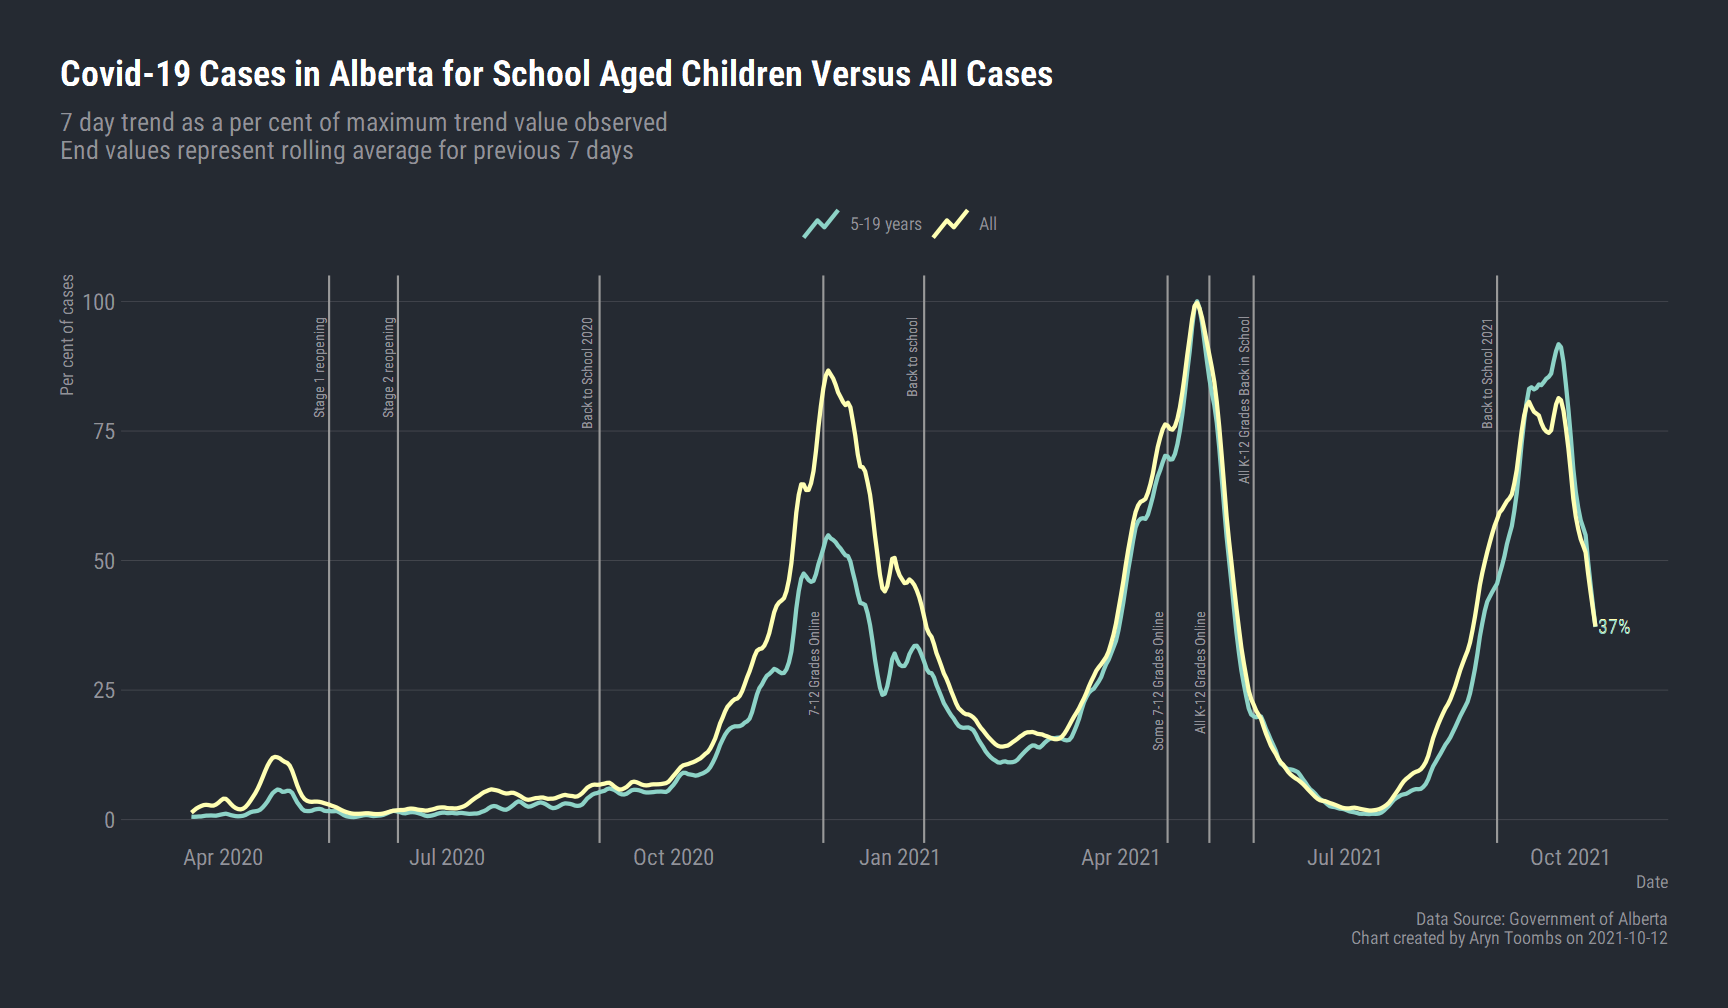 Covid-19 Cases in Alberta for School Aged Children Versus All Cases
7 day trend as a per cent of maximum trend value observed
End values represent rolling average for previous 7 days
5-19 years
All
Per cent of cases
100
75
50
25
0
Stage 1 reopening
Stage 2 reopening
Back to School 2020
7-12 Grades Online
Back to school
Some 7-12 Grades Online
All K-12 Grades Online
All K-12 Grades Back in School
Back to School 2021
37%
Apr 2020
Jul 2020
Oct 2020
Jan 2021
Apr 2021
Jul 2021
Oct 2021
Date
Data Source: Government of Alberta
Chart created by Aryn Toombs on 2021-10-12